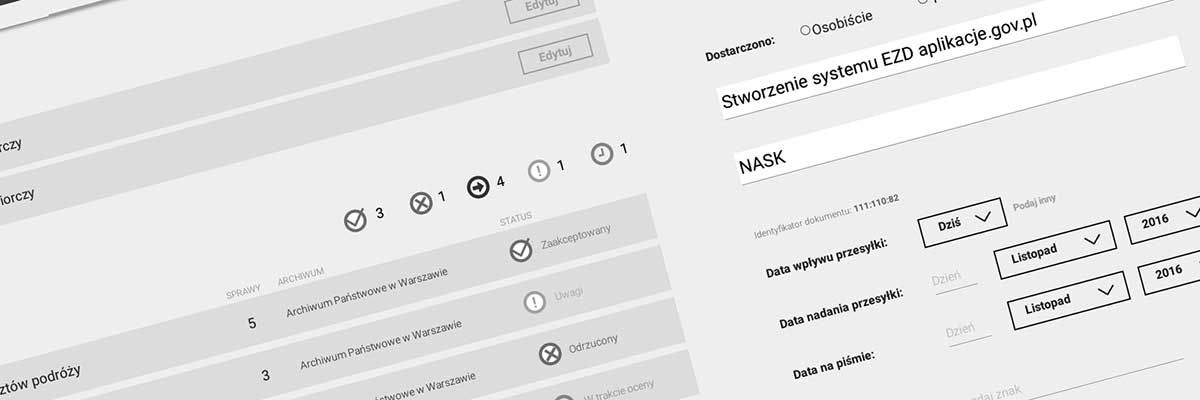 Edytuj
Edytuj
rczy
iorczy
3 1 4 1 1
STATUS
SPRAWY ARCHIWUM
5 Archiwum Państwowe w Warszawie Zaakceptowany
3 Archiwum Państwowe w Warszawie Uwagi
ztów podróży
stwowe w Warszawie Odrzucony
W trakcie oceny
Dostarczono: Osobiście
Stworzenie systemu EZD aplikacje.gov.pl
NASK
Identyfikator dokumentu: 111:110:82
Data wpływu przesyłki: Dziś Podaj inny
Data nadania przesyłki: Dzień Listopad 2016
Data na piśmie: Dzień Listopad 2016
daj znak